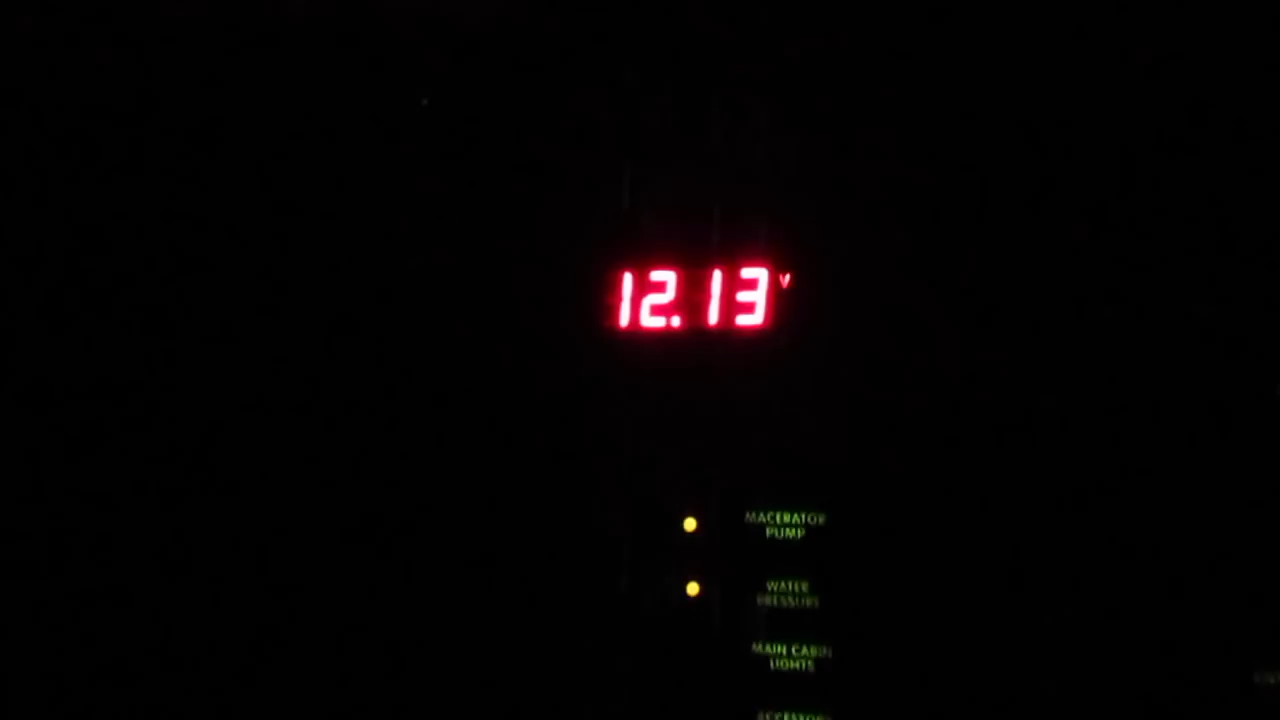 12.13 V
MACERATOR
PUMP
WATER
PRESSURE
MAIN CABIN
LIGHTS